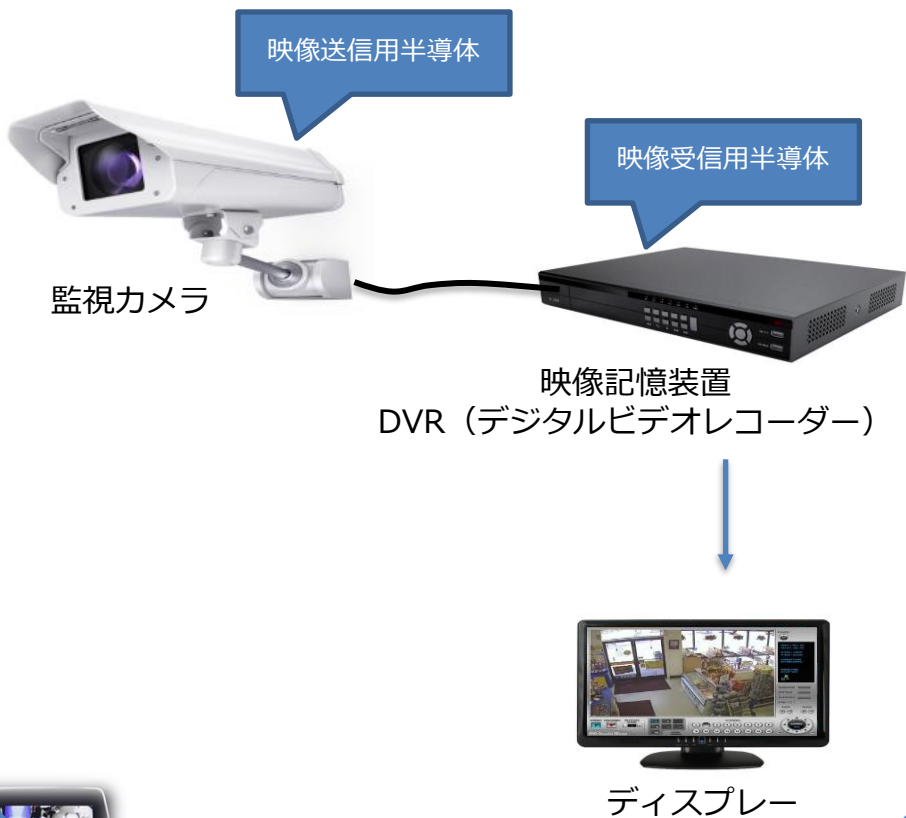 映像送信用半導体
映像受信用半導体
監視カメラ
映像記憶装置
DVR（デジタルビデオレコーダー）
ディスプレー